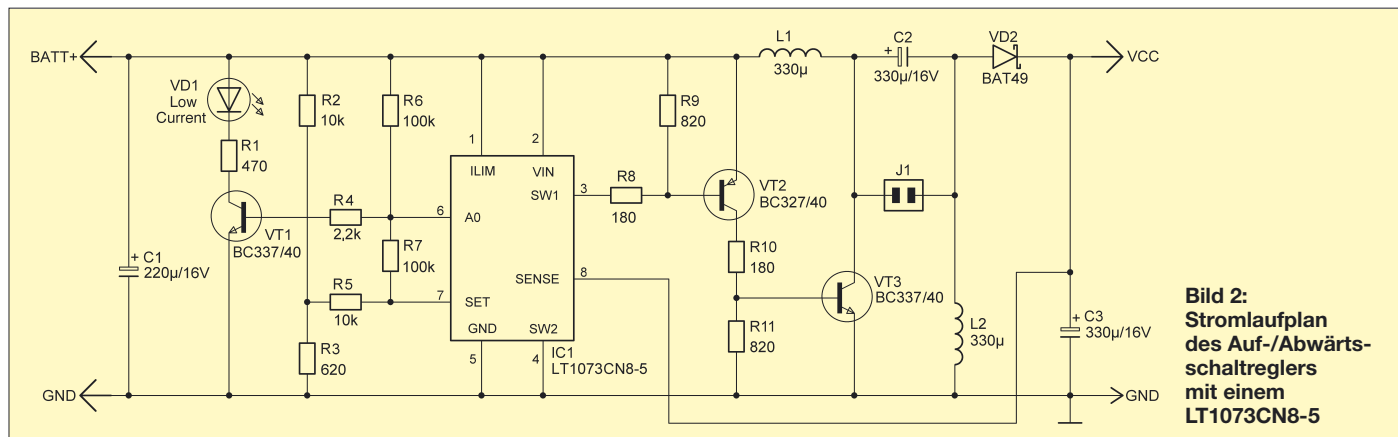 BATT+
VD1
Low
Current
R1
470
VT1
BC337/40
C1
220µ/16V
+
R2
10k
R6
100k
R4
2,2k
R7
100k
R5
10k
R3
620
1
2
ILIM
VIN
SW1
3
6
A0
SENSE
8
7
SET
GND
SW2
5
4
IC1
LT1073CN8-5
R8
180
R9
820
VT2
BC327/40
R10
180
R11
820
VT3
BC337/40
L1
330µ
C2
+
330µ/16V
VD2
BAT49
VCC
J1
L2
330µ
+
C3
330µ/16V
GND
GND
Bild 2:
Stromlaufplan
des Auf-/Abwärts-
schaltreglers
mit einem
LT1073CN8-5